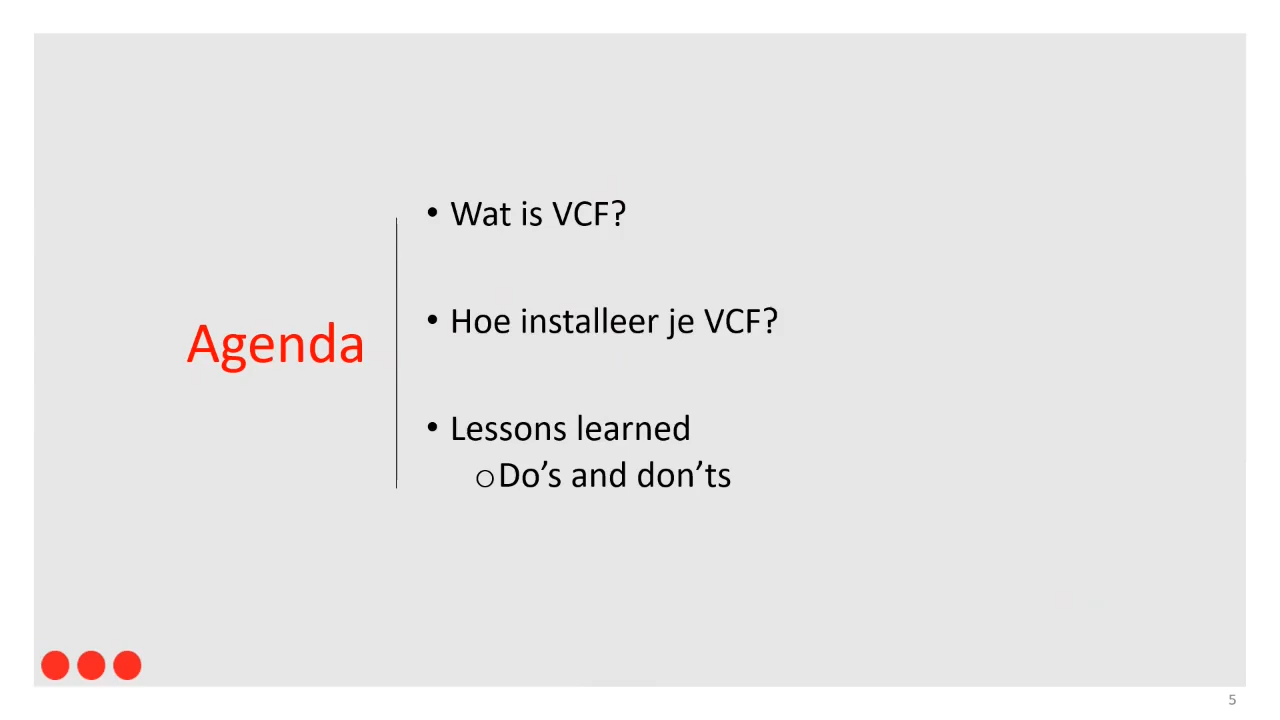 Agenda
• Wat is VCF?
• Hoe installeer je VCF?
• Lessons learned
oDo’s and don’ts
5